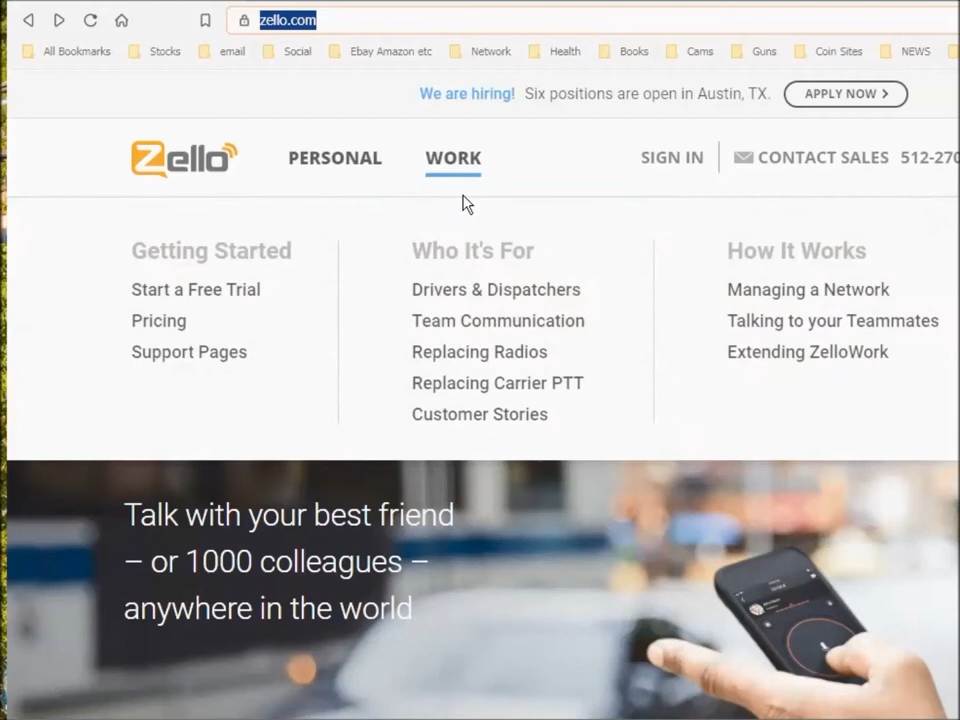 zello.com
All Bookmarks Stocks email Social Ebay Amazon etc Network Health Books Cams Guns Coin Sites NEWS
We are hiring! Six positions are open in Austin, TX. APPLY NOW
Zello PERSONAL WORK SIGN IN CONTACT SALES 512-270
Getting Started Who It's For How It Works
Start a Free Trial Drivers & Dispatchers Managing a Network
Pricing Team Communication Talking to your Teammates
Support Pages Replacing Radios Extending ZelloWork
Replacing Carrier PTT
Customer Stories
Talk with your best friend
– or 1000 colleagues –
anywhere in the world